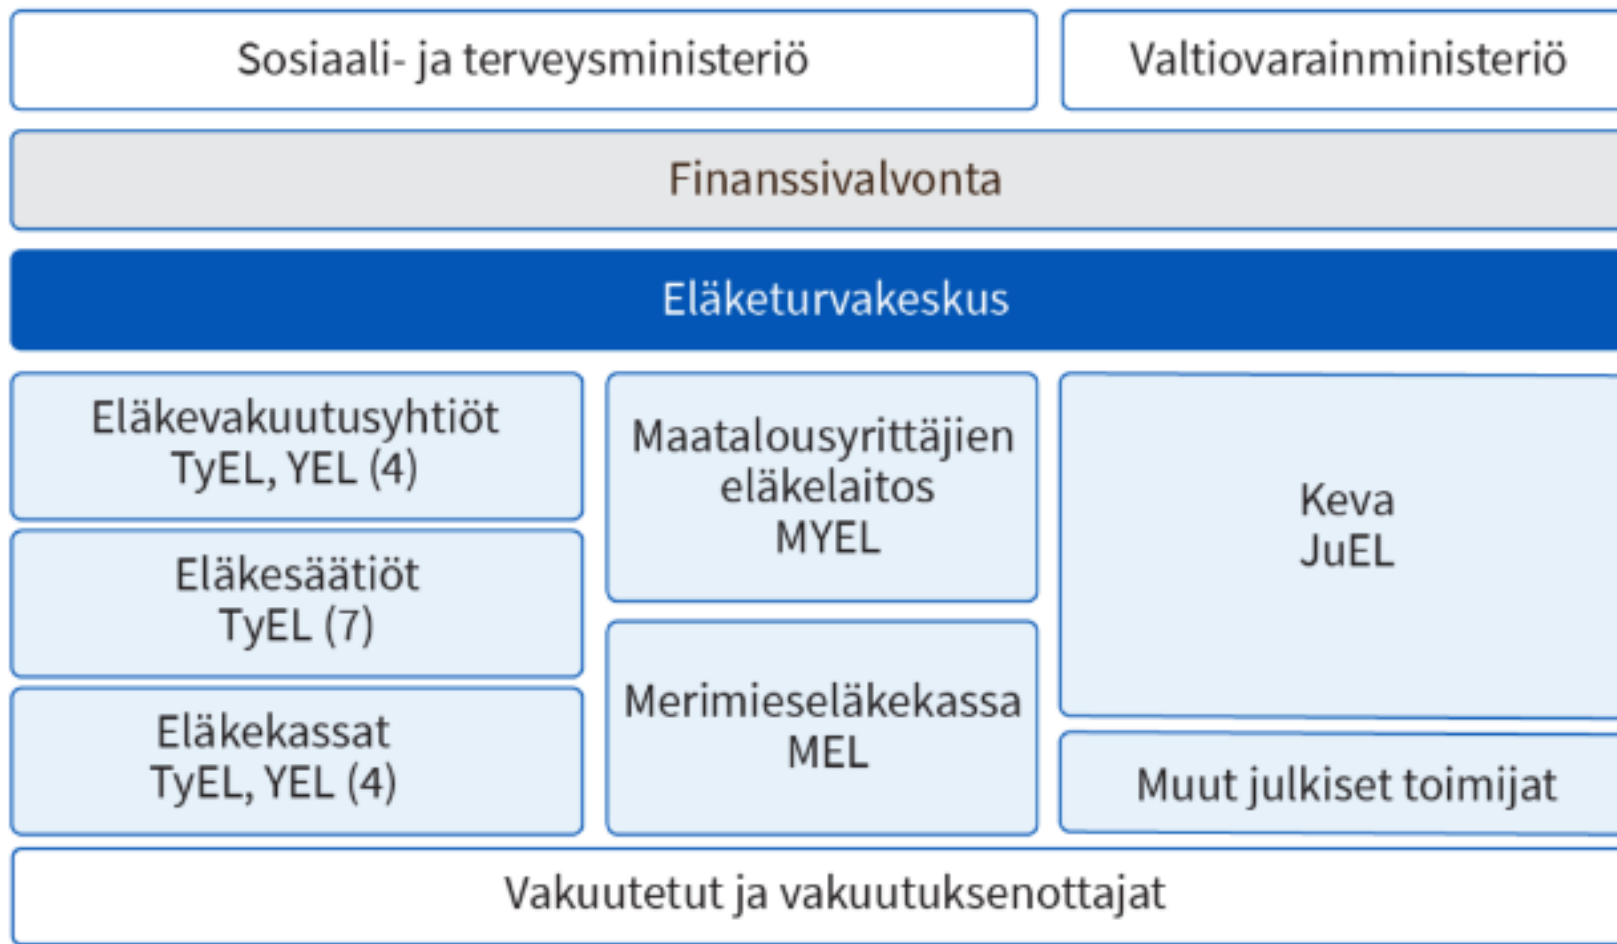 Sosiaali- ja terveysministeriö
Valtiovarainministeriö
Finanssivalvonta
Eläketurvakeskus
Eläkevakuutusyhtiöt
TyEL, YEL (4)
Eläkesäätiöt
TyEL (7)
Eläkekassat
TyEL, YEL (4)
Maatalousyrittäjien
eläkelaitos
MYEL
Merimieseläkekassa
MEL
Keva
JuEL
Muut julkiset toimijat
Vakuutetut ja vakuutuksenottajat